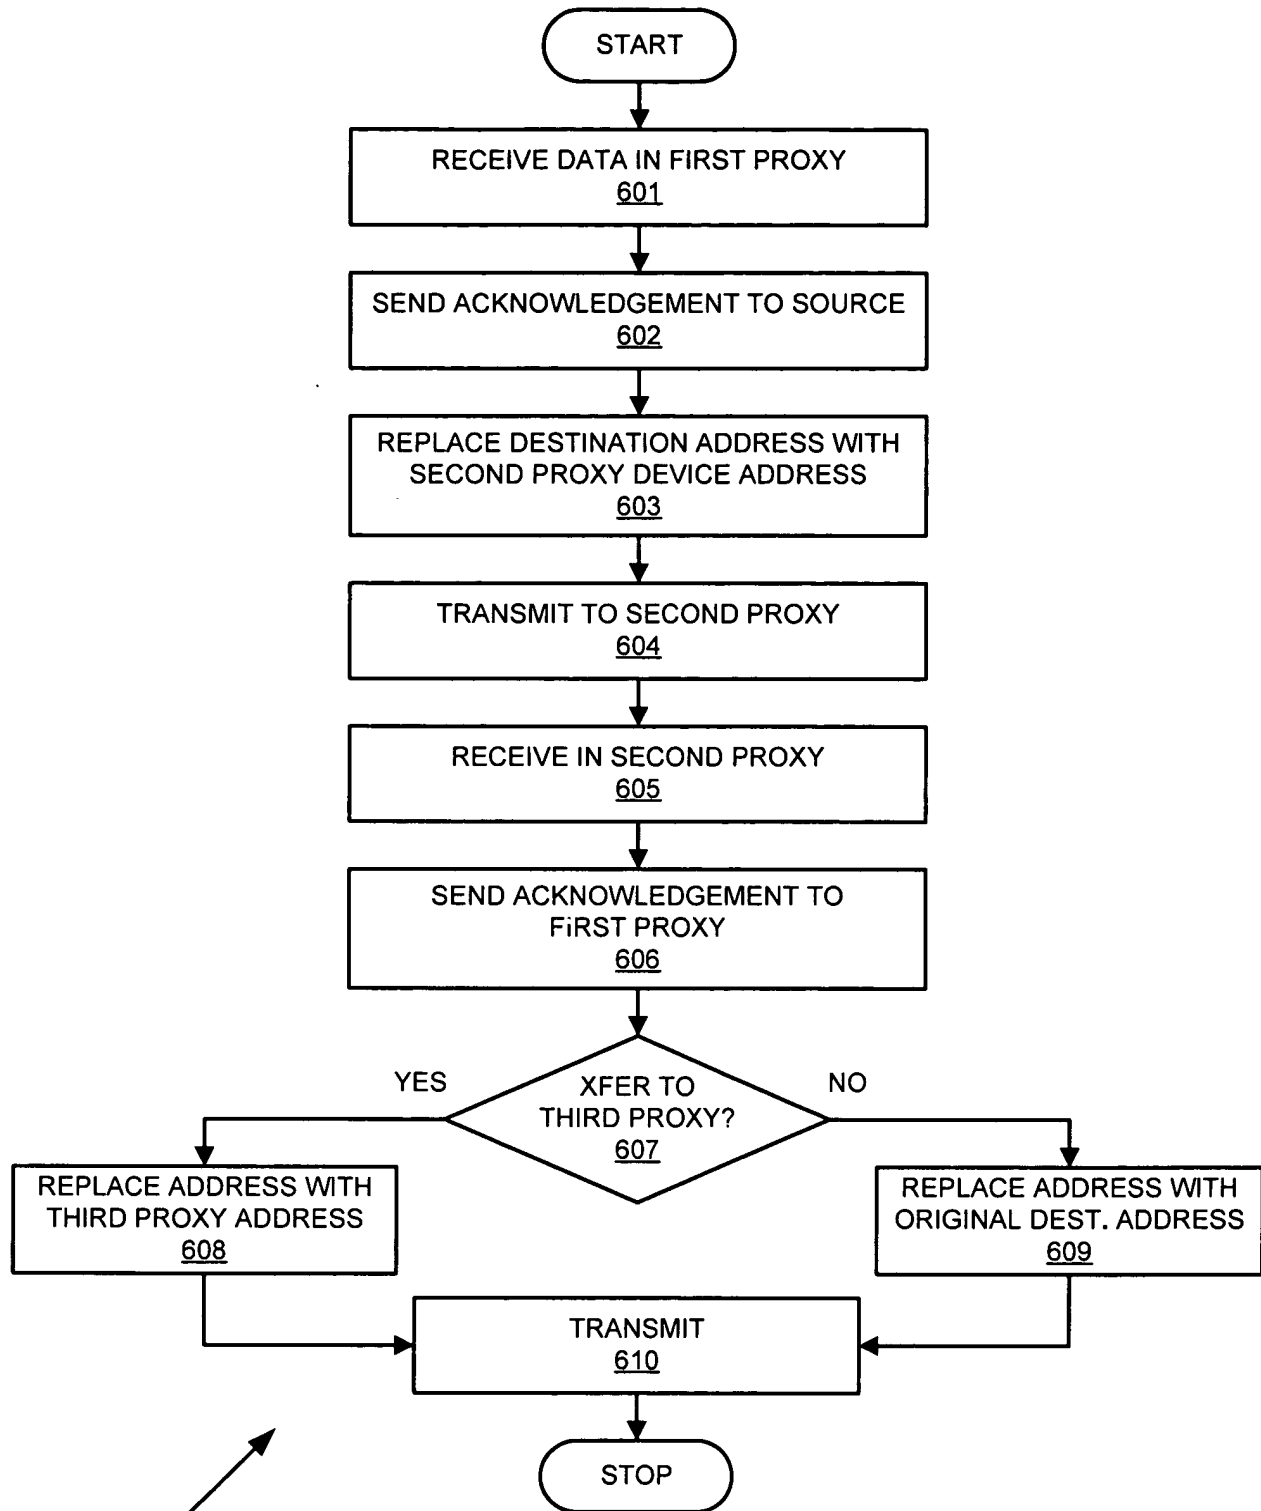 START
RECEIVE DATA IN FIRST PROXY
601
SEND ACKNOWLEDGEMENT TO SOURCE
602
REPLACE DESTINATION ADDRESS WITH
SECOND PROXY DEVICE ADDRESS
603
TRANSMIT TO SECOND PROXY
604
RECEIVE IN SECOND PROXY
605
SEND ACKNOWLEDGEMENT TO
FiRST PROXY
606
YES
XFER TO
THIRD PROXY?
607
NO
REPLACE ADDRESS WITH
THIRD PROXY ADDRESS
608
REPLACE ADDRESS WITH
ORIGINAL DEST. ADDRESS
609
TRANSMIT
610
STOP